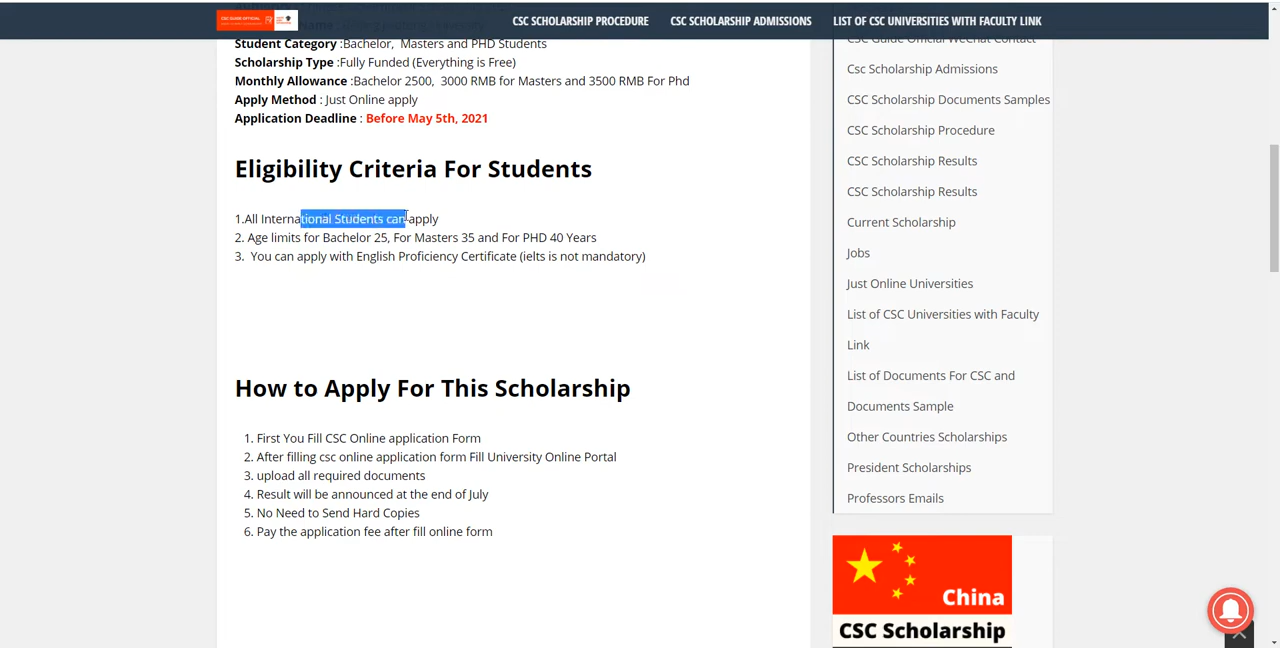 CSC GUIDE OFFICIAL
CSC SCHOLARSHIP PROCEDURE
CSC SCHOLARSHIP ADMISSIONS
LIST OF CSC UNIVERSITIES WITH FACULTY LINK
Student Category :Bachelor, Masters and PHD Students
Scholarship Type :Fully Funded (Everything is Free)
Monthly Allowance :Bachelor 2500, 3000 RMB for Masters and 3500 RMB For Phd
Apply Method : Just Online apply
Application Deadline : Before May 5th, 2021
Eligibility Criteria For Students
1.All International Students can apply
2. Age limits for Bachelor 25, For Masters 35 and For PHD 40 Years
3. You can apply with English Proficiency Certificate (ielts is not mandatory)
How to Apply For This Scholarship
1. First You Fill CSC Online application Form
2. After filling csc online application form Fill University Online Portal
3. upload all required documents
4. Result will be announced at the end of July
5. No Need to Send Hard Copies
6. Pay the application fee after fill online form
CSC Guide Official WeChat Contact
Csc Scholarship Admissions
CSC Scholarship Documents Samples
CSC Scholarship Procedure
CSC Scholarship Results
CSC Scholarship Results
Current Scholarship
Jobs
Just Online Universities
List of CSC Universities with Faculty
Link
List of Documents For CSC and
Documents Sample
Other Countries Scholarships
President Scholarships
Professors Emails
China
CSC Scholarship